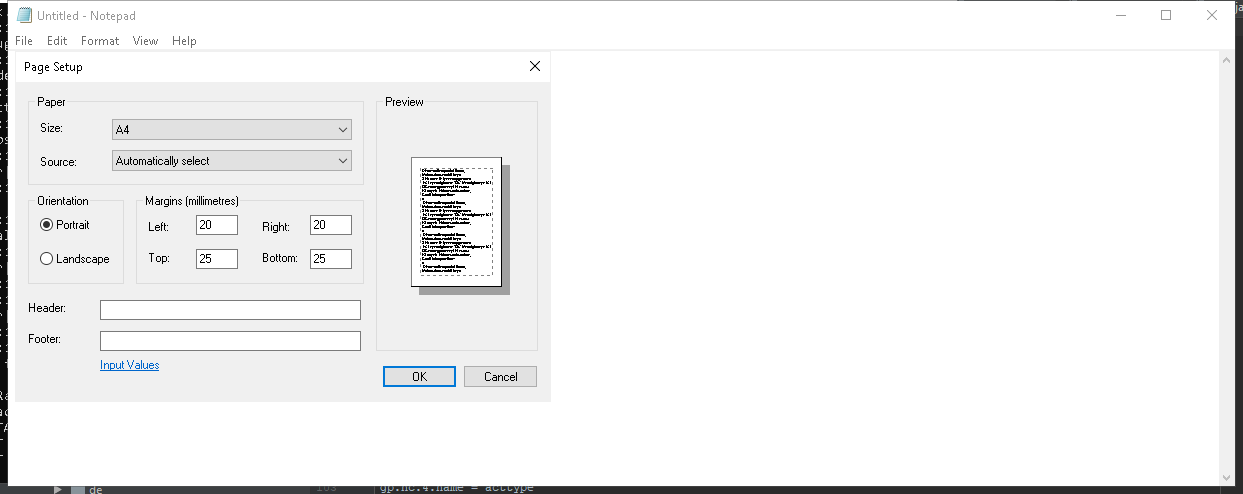 Untitled - Notepad
File Edit Format View Help
Page Setup
Paper
Size: A4
Source: Automatically select
Preview
Orientation
Portrait
Landscape
Margins (millimetres)
Left: 20 Right: 20
Top: 25 Bottom: 25
Header:
Footer:
Input Values
OK Cancel
de gp.nc.4.name = acttype